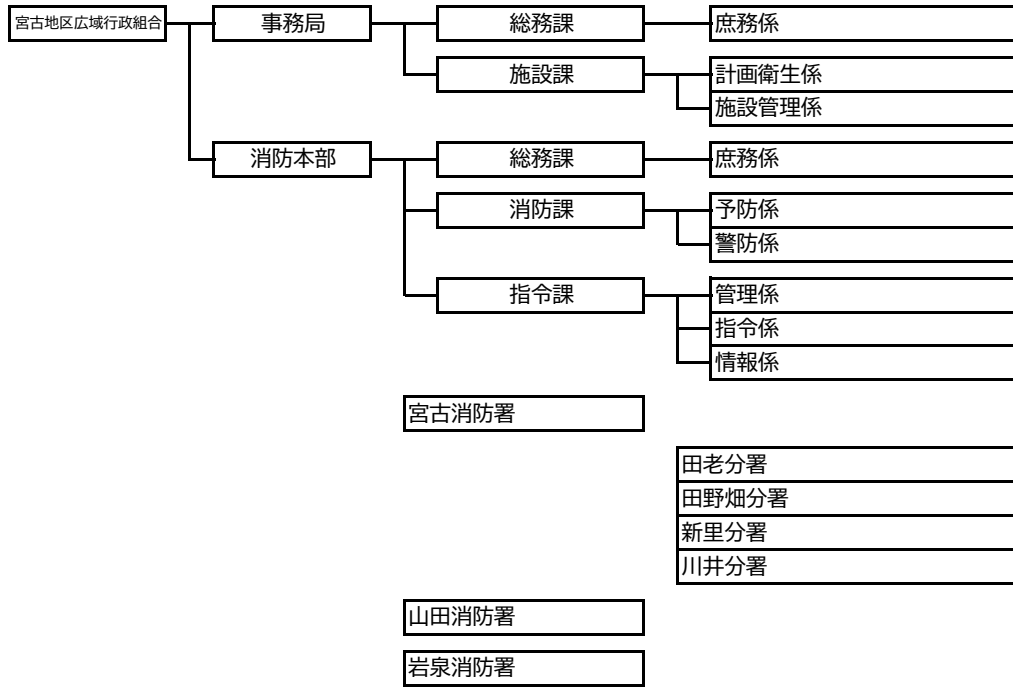 宮古地区広域行政組合
事務局
総務課
庶務係
施設課
計画衛生係
施設管理係
消防本部
総務課
庶務係
消防課
予防係
警防係
指令課
管理係
指令係
情報係
宮古消防署
田老分署
田野畑分署
新里分署
川井分署
山田消防署
岩泉消防署